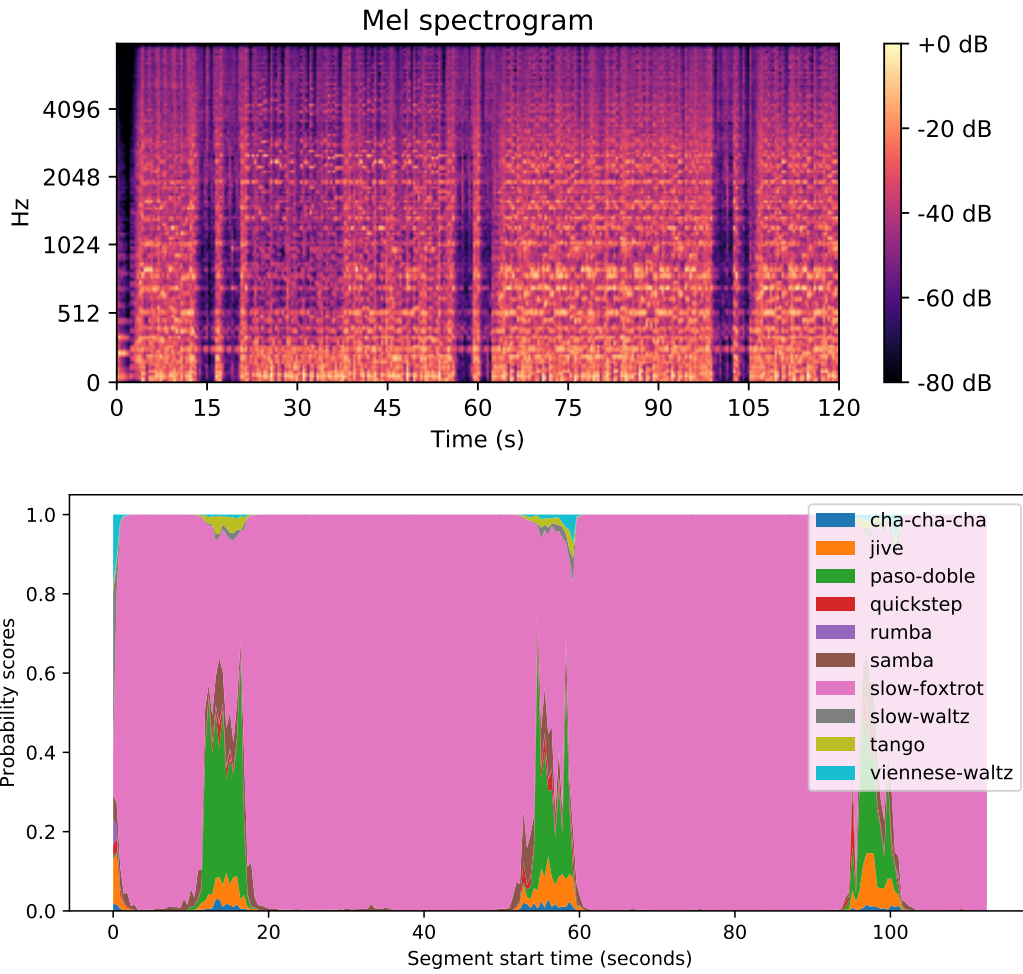 Mel spectrogram
Hz
4096
2048
1024
512
0
0 15 30 45 60 75 90 105 120
Time (s)
+0 dB
-20 dB
-40 dB
-60 dB
-80 dB
Probability scores
1.0
0.8
0.6
0.4
0.2
0.0
0 20 40 60 80 100
Segment start time (seconds)
cha-cha-cha
jive
paso-doble
quickstep
rumba
samba
slow-foxtrot
slow-waltz
tango
viennese-waltz